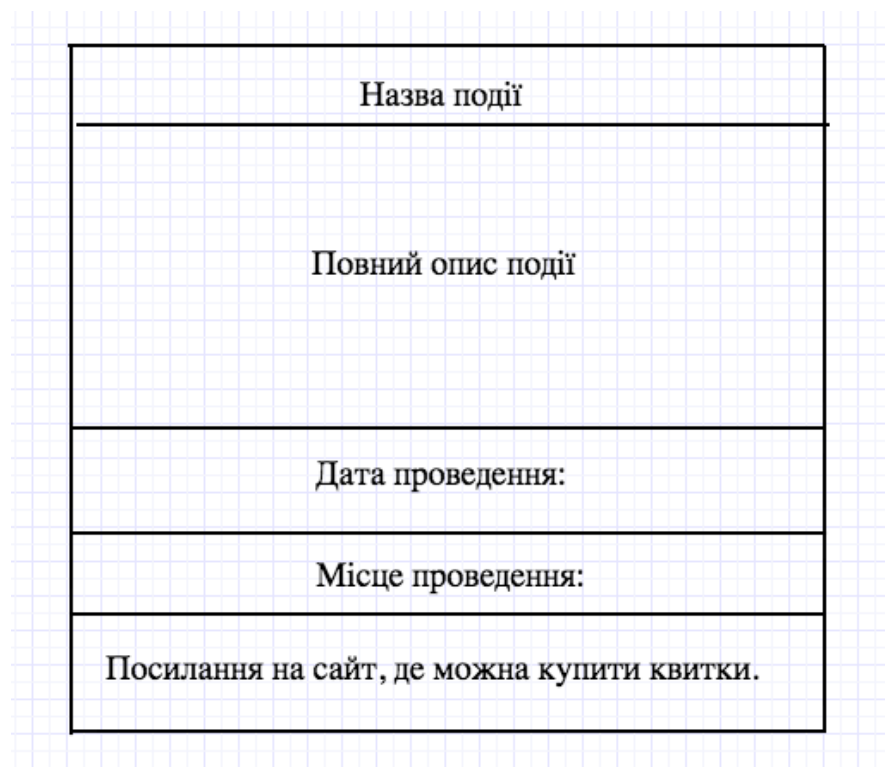 Назва події
Повний опис події
Дата проведення:
Місце проведення:
Посилання на сайт, де можна купити квитки.